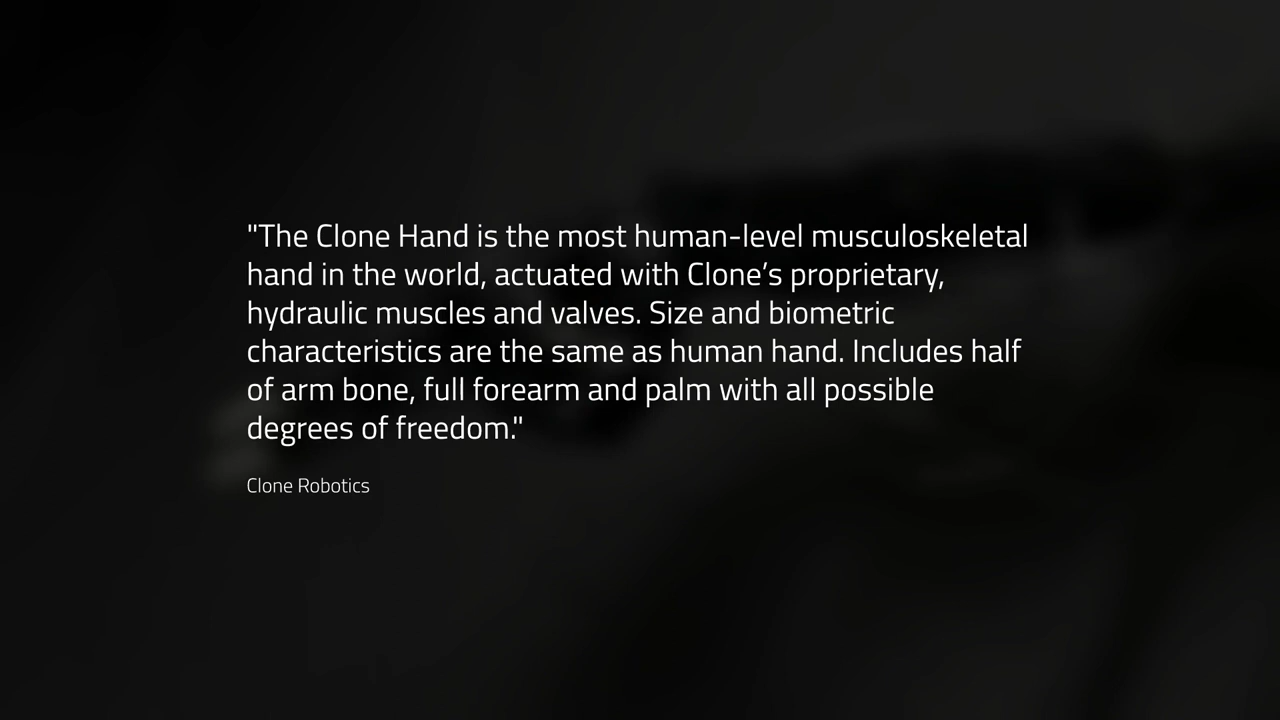 "The Clone Hand is the most human-level musculoskeletal
hand in the world, actuated with Clone’s proprietary,
hydraulic muscles and valves. Size and biometric
characteristics are the same as human hand. Includes half
of arm bone, full forearm and palm with all possible
degrees of freedom."
Clone Robotics